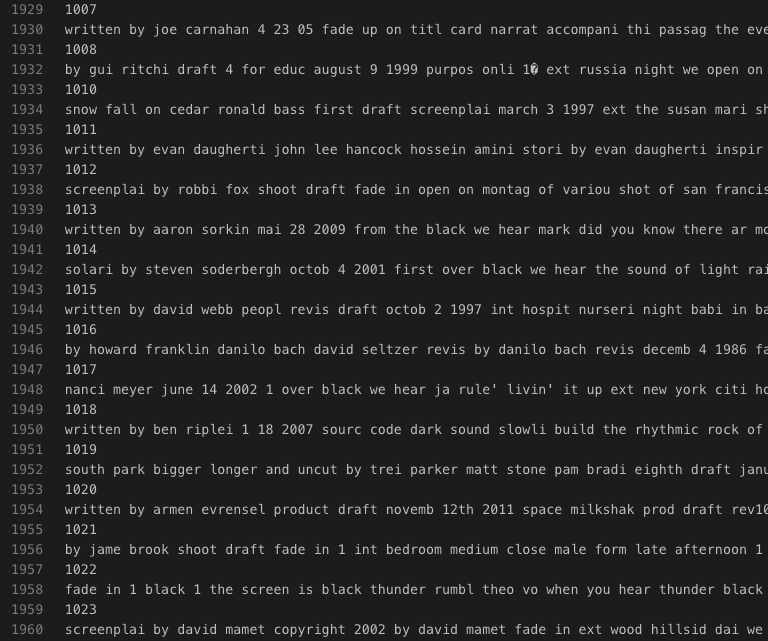 1929 1007
1930 written by joe carnahan 4 23 05 fade up on titl card narrat accompani thi passag the eve
1931 1008
1932 by gui ritchi draft 4 for educ august 9 1999 purpos onli 1� ext russia night we open on
1933 1010
1934 snow fall on cedar ronald bass first draft screenplai march 3 1997 ext the susan mari sh
1935 1011
1936 written by evan daugherti john lee hancock hossein amini stori by evan daugherti inspir
1937 1012
1938 screenplai by robbi fox shoot draft fade in open on montag of variou shot of san francis
1939 1013
1940 written by aaron sorkin mai 28 2009 from the black we hear mark did you know there ar mo
1941 1014
1942 solari by steven soderbergh octob 4 2001 first over black we hear the sound of light rai
1943 1015
1944 written by david webb peopl revis draft octob 2 1997 int hospit nurseri night babi in ba
1945 1016
1946 by howard franklin danilo bach david seltzer revis by danilo bach revis decemb 4 1986 fa
1947 1017
1948 nanci meyer june 14 2002 1 over black we hear ja rule' livin' it up ext new york citi ho
1949 1018
1950 written by ben riplei 1 18 2007 sourc code dark sound slowli build the rhythmic rock of
1951 1019
1952 south park bigger longer and uncut by trei parker matt stone pam bradi eighth draft janu
1953 1020
1954 written by armen evrensel product draft novemb 12th 2011 space milkshak prod draft rev10
1955 1021
1956 by jame brook shoot draft fade in 1 int bedroom medium close male form late afternoon 1
1957 1022
1958 fade in 1 black 1 the screen is black thunder rumbl theo vo when you hear thunder black
1959 1023
1960 screenplai by david mamet copyright 2002 by david mamet fade in ext wood hillsid dai we